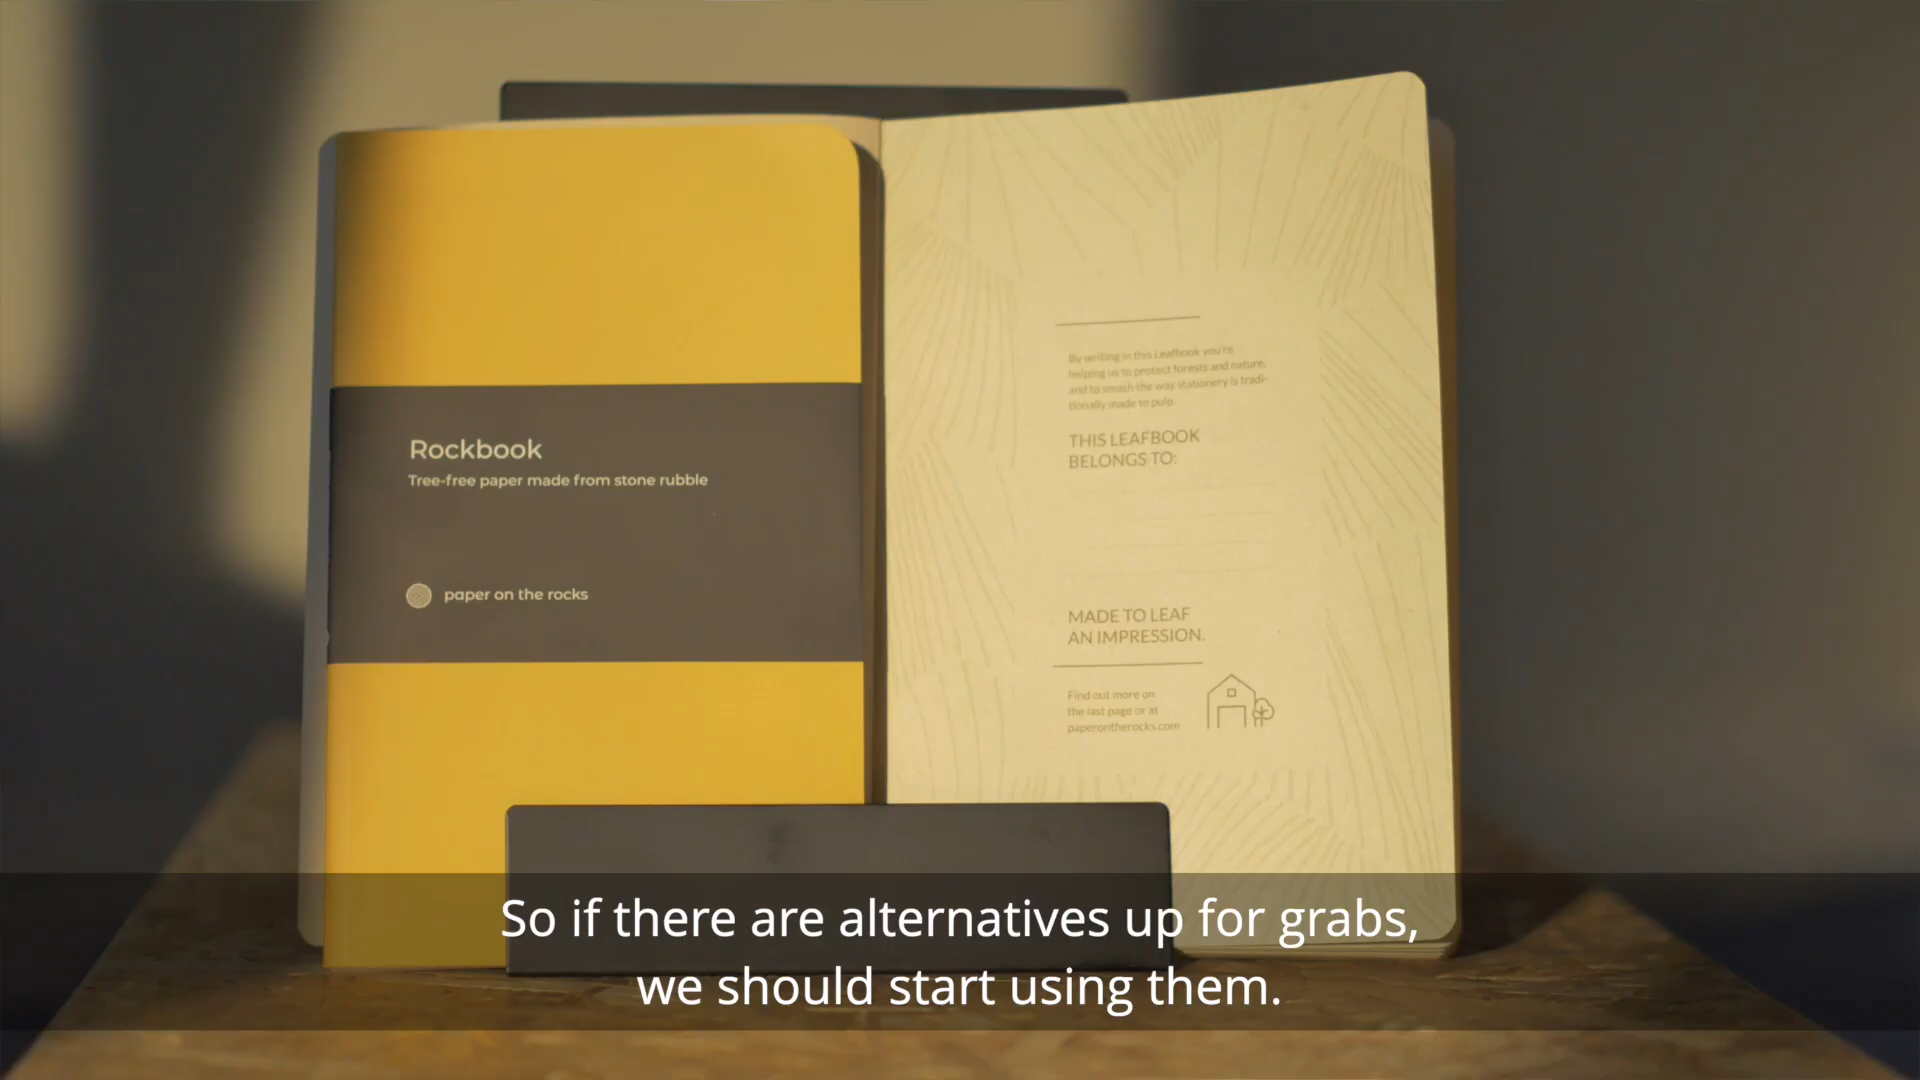 Rockbook
Tree-free paper made from stone rubble
paper on the rocks
By writing in this Leafbook you're
helping us to protect forests and nature,
and to smash the way stationery is tradi-
tionally made to pulp.
THIS LEAFBOOK
BELONGS TO:
MADE TO LEAF
AN IMPRESSION.
Find out more on
the last page or at
paperontherocks.com
So if there are alternatives up for grabs,
we should start using them.